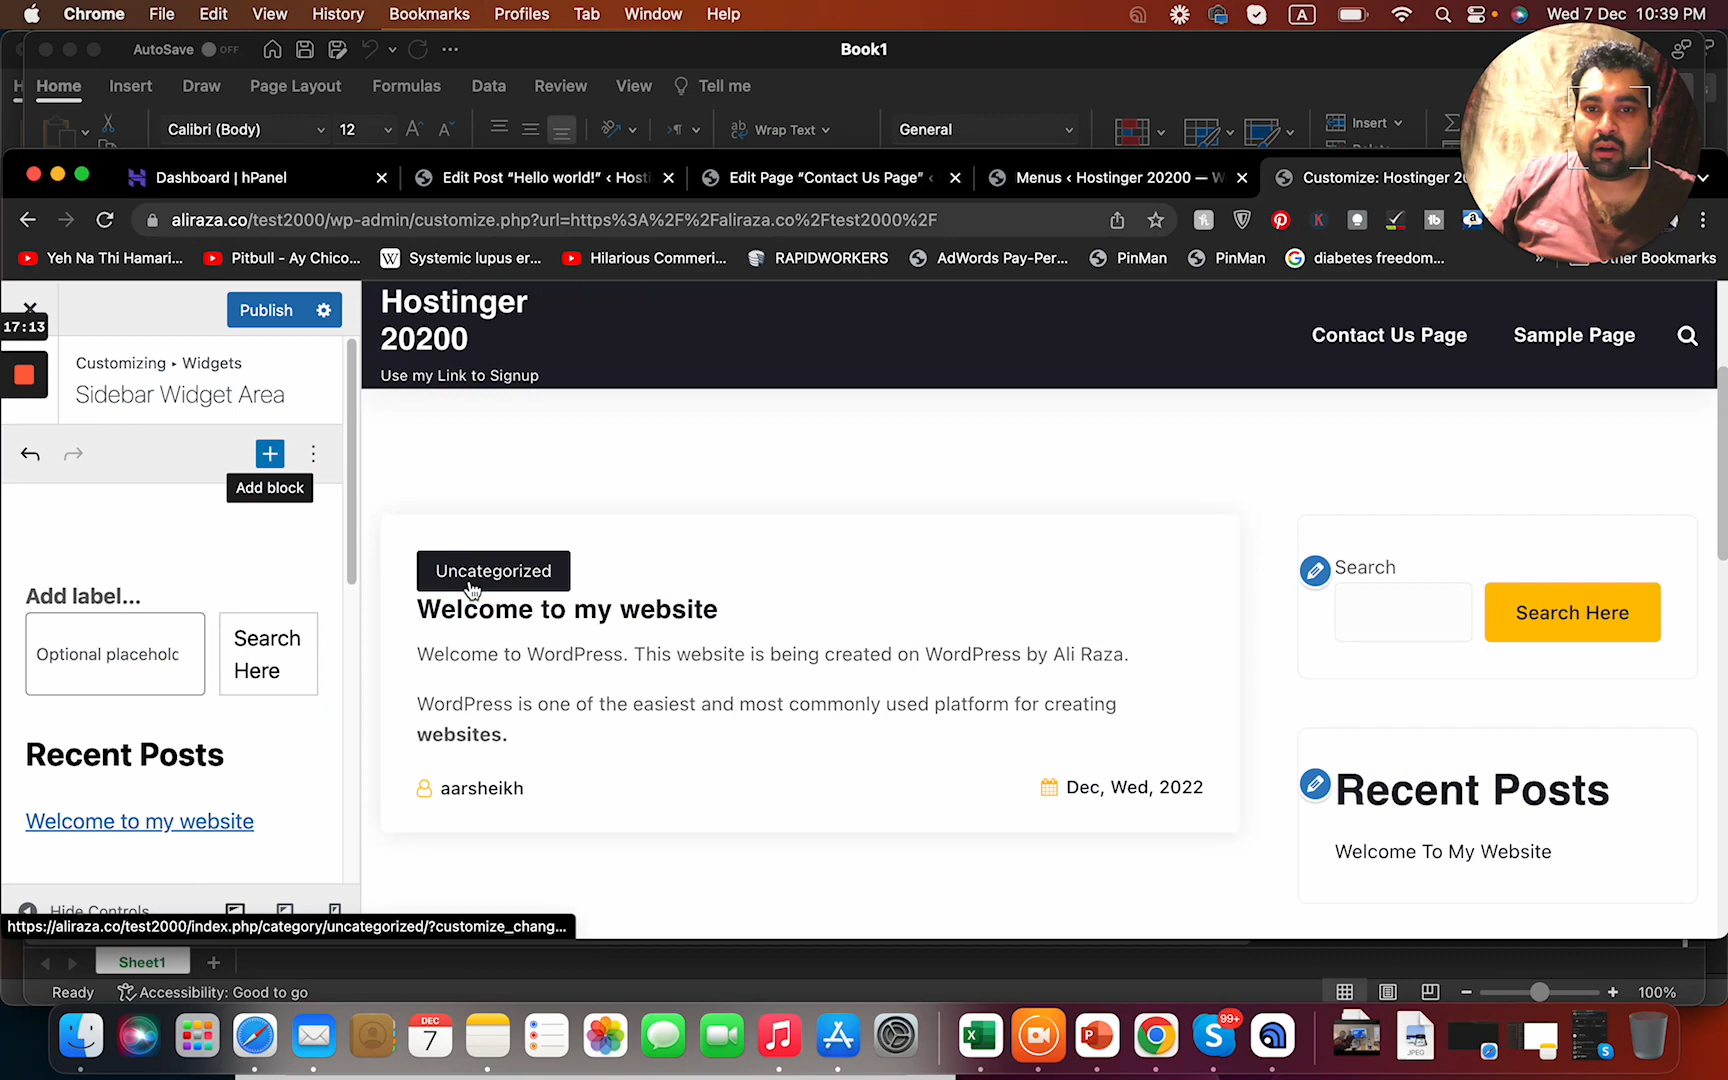 Chrome File Edit View History Bookmarks Profiles Tab Window Help A Wed 7 Dec 10:39 PM
AutoSave OFF Book1
Home Insert Draw Page Layout Formulas Data Review View Tell me
Calibri (Body) 12 Wrap Text General Insert
Dashboard | hPanel Edit Post “Hello world!” ‹ Hosti Edit Page “Contact Us Page” ‹ Menus ‹ Hostinger 20200 — W Customize: Hostinger 20
aliraza.co/test2000/wp-admin/customize.php?url=https%3A%2F%2Faliraza.co%2Ftest2000%2F
Yeh Na Thi Hamari... Pitbull - Ay Chico... Systemic lupus er... Hilarious Commeri... RAPIDWORKERS AdWords Pay-Per... PinMan PinMan diabetes freedom... » Other Bookmarks
Publish
17:13
Customizing ▸ Widgets
Sidebar Widget Area
Add block
Add label...
Optional placeholc
Search
Here
Recent Posts
Welcome to my website
Hide Controls
https://aliraza.co/test2000/index.php/category/uncategorized/?customize_chang...
Hostinger
20200
Use my Link to Signup
Contact Us Page Sample Page
Uncategorized
Welcome to my website
Welcome to WordPress. This website is being created on WordPress by Ali Raza.
WordPress is one of the easiest and most commonly used platform for creating
websites.
aarsheikh Dec, Wed, 2022
Search
Search Here
Recent Posts
Welcome To My Website
Sheet1
Ready Accessibility: Good to go 100%
DEC
7
99+
JPEG